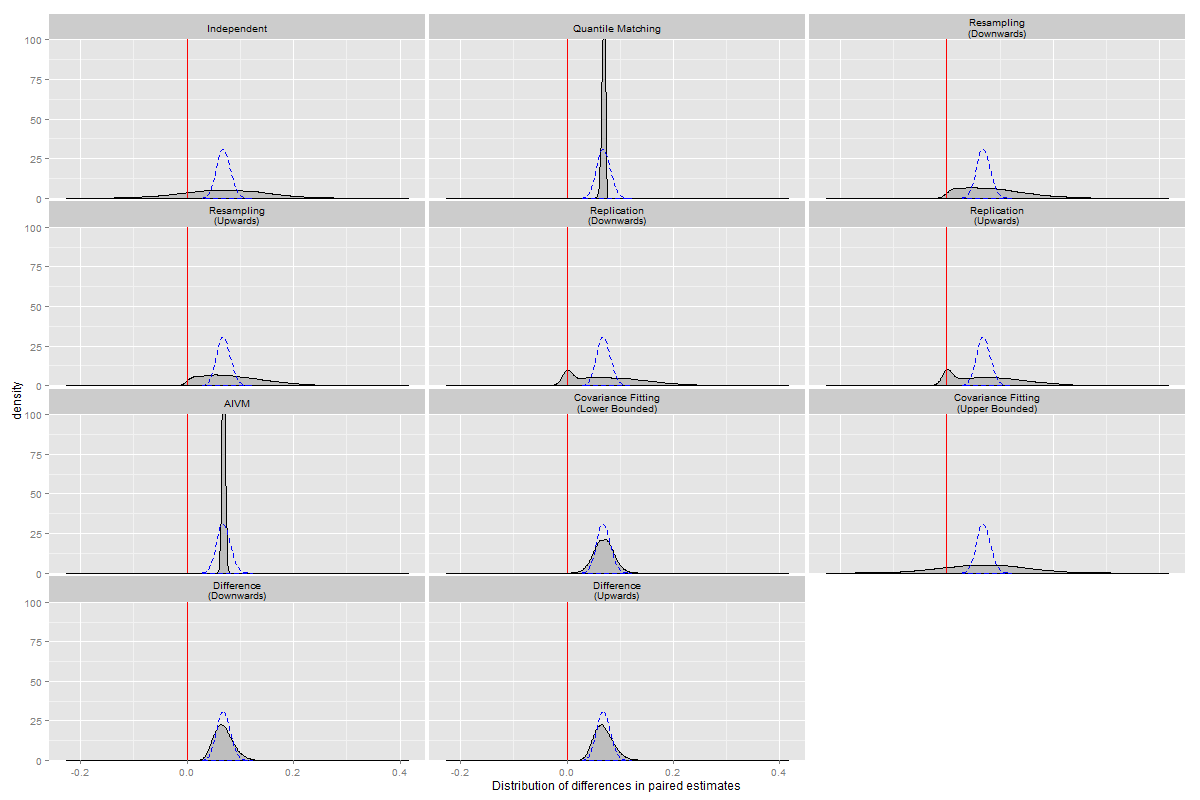 Independent
Quantile Matching
Resampling
(Downwards)
100
75
50
25
0
Resampling
(Upwards)
Replication
(Downwards)
Replication
(Upwards)
100
75
50
25
0
AIVM
Covariance Fitting
(Lower Bounded)
Covariance Fitting
(Upper Bounded)
100
75
50
25
0
Difference
(Downwards)
Difference
(Upwards)
100
75
50
25
0
-0.2 0.0 0.2 0.4
-0.2 0.0 0.2 0.4
density
Distribution of differences in paired estimates